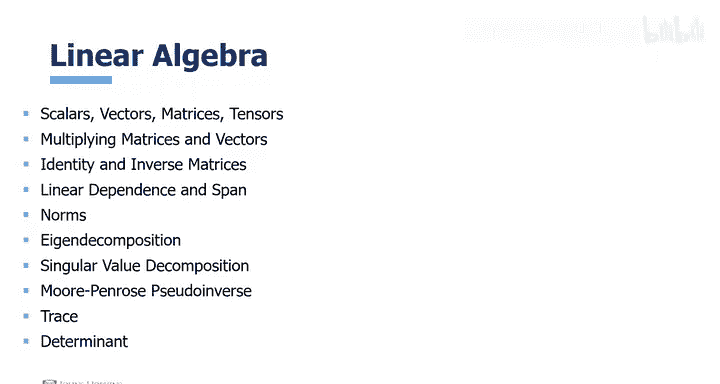 Linear Algebra
Scalars, Vectors, Matrices, Tensors
Multiplying Matrices and Vectors
Identity and Inverse Matrices
Linear Dependence and Span
Norms
Eigendecomposition
Singular Value Decomposition
Moore-Penrose Pseudoinverse
Trace
Determinant